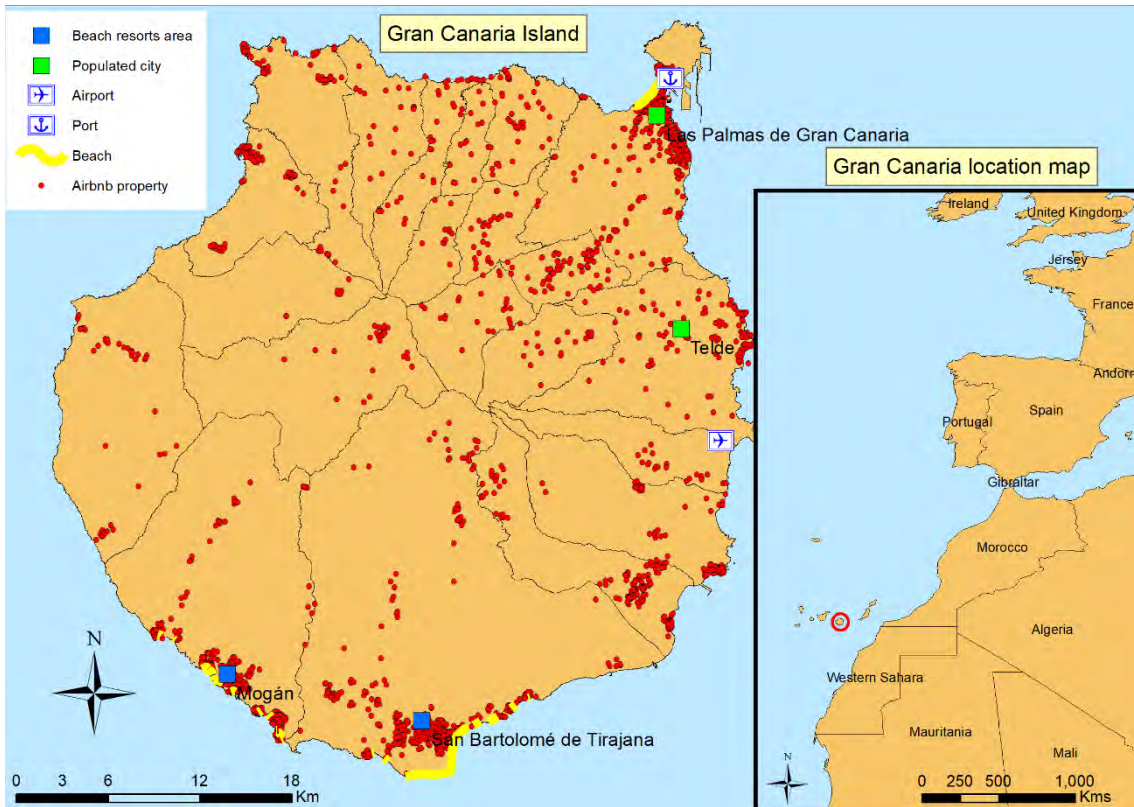 Beach resorts area
Populated city
Airport
Port
Beach
Airbnb property
Gran Canaria Island
Las Palmas de Gran Canaria
Telde
Mogán
San Bartolomé de Tirajana
N
0 3 6 12 18
Km
Gran Canaria location map
Ireland
United Kingdom
Jersey
France
Andorr
Spain
Portugal
Gibraltar
Morocco
Algeria
Western Sahara
Mauritania
Mali
N
0 250 500 1,000
Kms